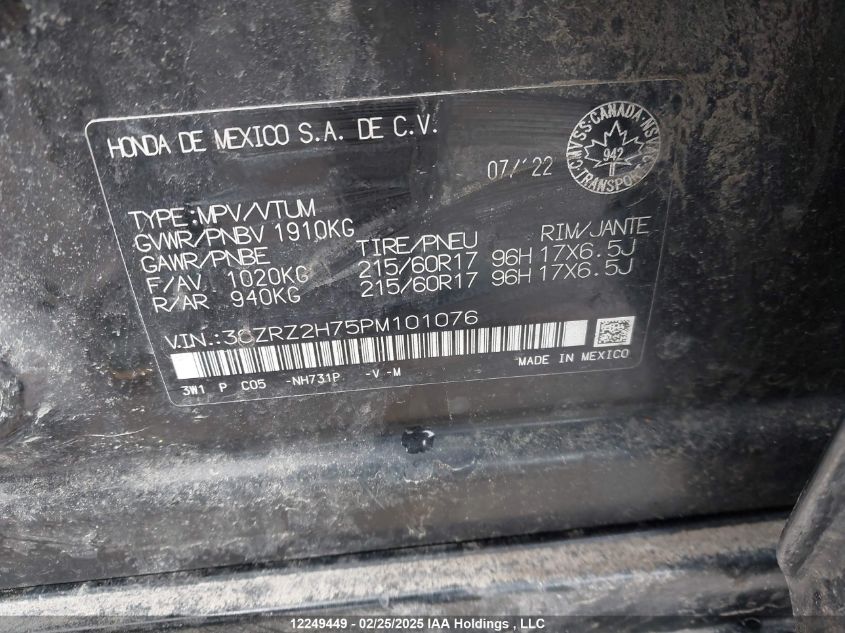 HONDA DE MEXICO S.A. DE C.V.
07/'22
CMVSS·CANADA·NSVAC
942
TRANSPORT
TYPE:MPV/VTUM
GVWR/PNBV 1910KG
GAWR/PNBE TIRE/PNEU RIM/JANTE
F/AV 1020KG 215/60R17 96H 17X6.5J
R/AR 940KG 215/60R17 96H 17X6.5J
V.I.N.:3CZRZ2H75PM101076
MADE IN MEXICO
3W1 P C05 -NH731P -V -M
12249449 - 02/25/2025 - IAA Holdings , LLC